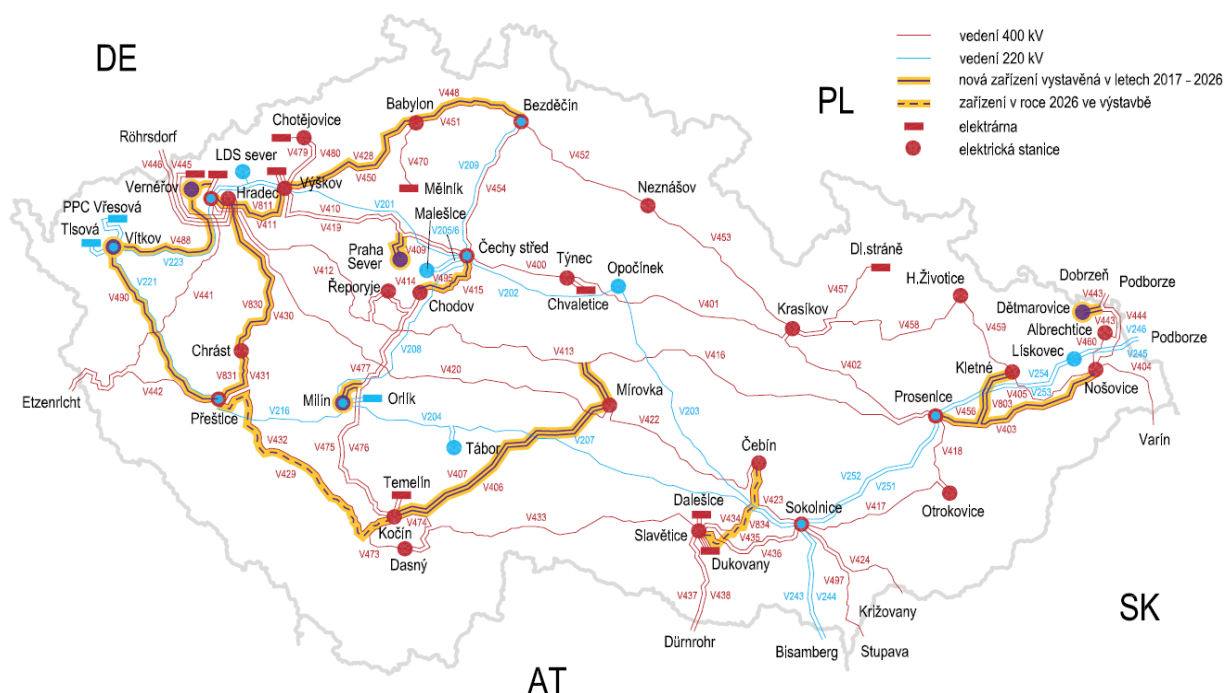 DE
PL
SK
AT
vedení 400 kV
vedení 220 kV
nová zařízení vystavěná v letech 2017 - 2026
zařízení v roce 2026 ve výstavbě
elektrárna
elektrická stanice
V448
Babylon
Bezděčín
V451
Chotějovice
Röhrsdorf
V479
V480
V428
V450
V470
V209
V452
V446
V445
LDS sever
Vernéřov
Výškov
Mělník
V454
Neznášov
Hradec
V811
V411
V410
V419
V201
Malešice
V205/6
PPC Vřesová
Tlsová
Vítkov
V488
V223
Praha
Sever
V409
Čechy střed
V453
Dl.stráně
V221
V490
V441
V412
V414
V495
V415
Řeporyje
Chodov
V400
Týnec
Chvaletice
Opočínek
V202
V401
V457
H.Životice
Dobrzeň
Podborze
V443
Dětmarovice
V444
V443
Albrechtice
V460
V246
Podborze
V245
V830
V430
V208
Krasíkov
V458
V459
Lískovec
V254
V253
V404
Chrást
V831
V431
V477
V413
V416
V402
Kletné
Nošovice
V405
V803
V456
V403
Etzenricht
V442
Přeštice
V216
Milín
Orlík
V420
Mírovka
V422
V203
Prosenice
Varín
V432
V429
V475
V476
V204
Tábor
V207
Čebín
V252
V251
V418
Otrokovice
V417
Temelín
V407
V406
Kočín
V474
V473
Dasný
V433
Dalešice
Slavětice
V434
V423
V834
V435
V436
Dukovany
Sokolnice
V437
V438
V243
V244
V497
V424
Dürnrohr
Bisamberg
Stupava
Križovany